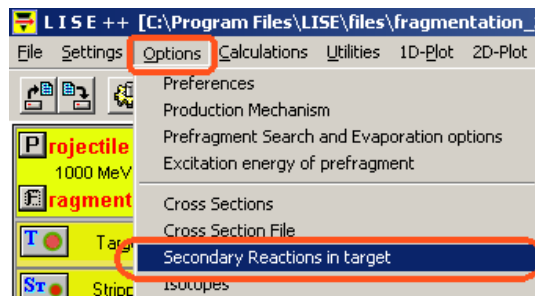 L I S E ++ [C:\Program Files\LISE\files\fragmentation_
File Settings Options Calculations Utilities 1D-Plot 2D-Plot
Preferences
Production Mechanism
Prefragment Search and Evaporation options
Excitation energy of prefragment
Cross Sections
Cross Section File
Secondary Reactions in target
Isotopes
P rojectile
1000 MeV
F ragment
T
ST Stripp